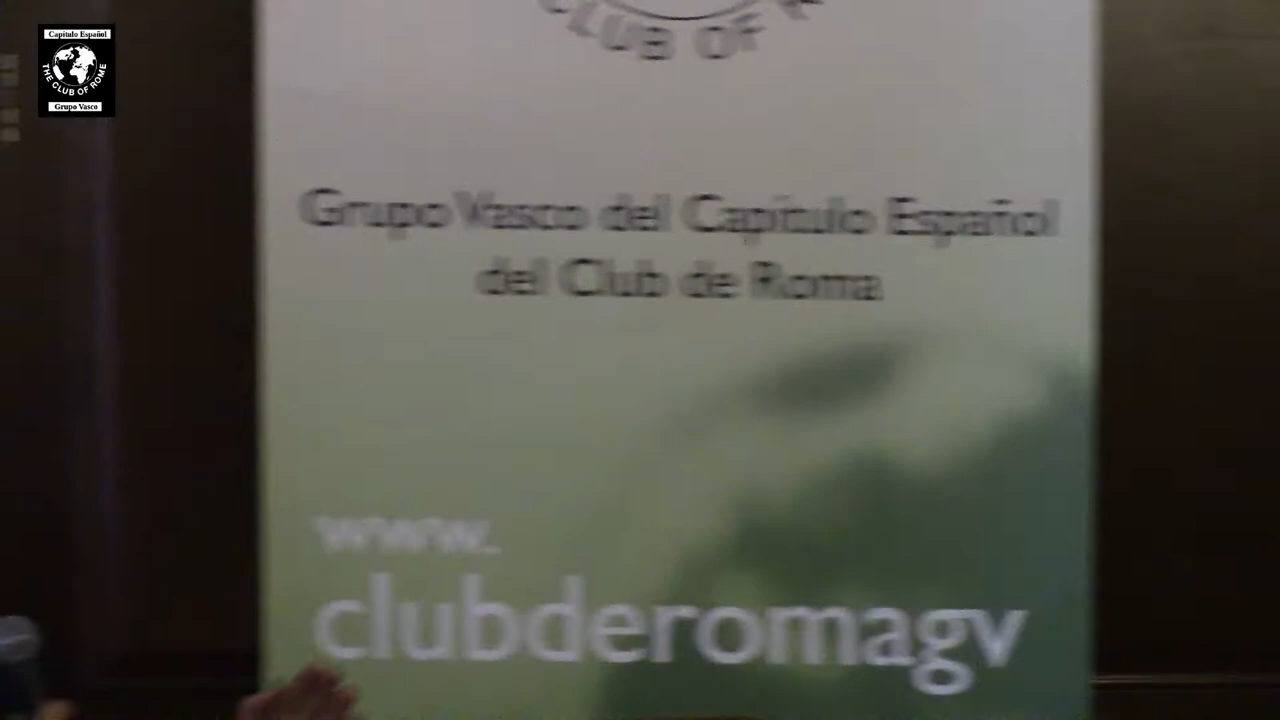 Capítulo Español
THE CLUB OF ROME
Grupo Vasco
CLUB OF
Grupo Vasco del Capítulo Español
del Club de Roma
www.
clubderomagv